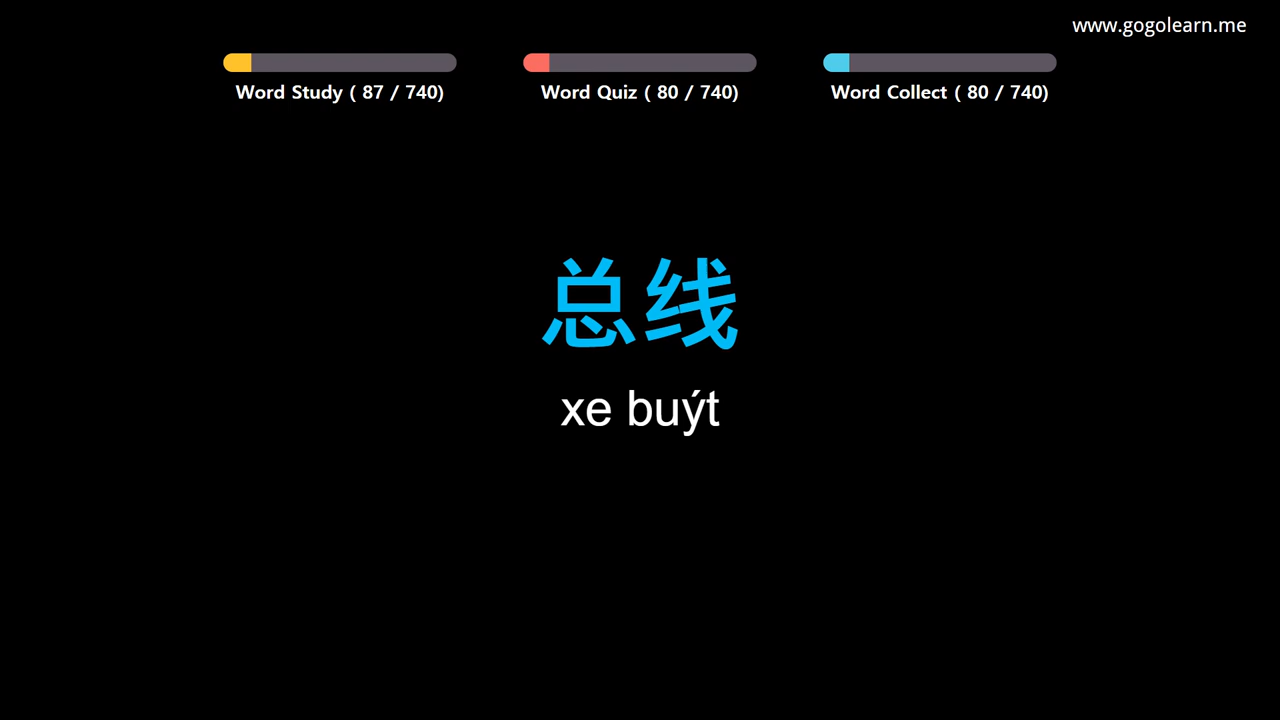 www.gogolearn.me
Word Study ( 87 / 740)
Word Quiz ( 80 / 740)
Word Collect ( 80 / 740)
总线
xe buýt